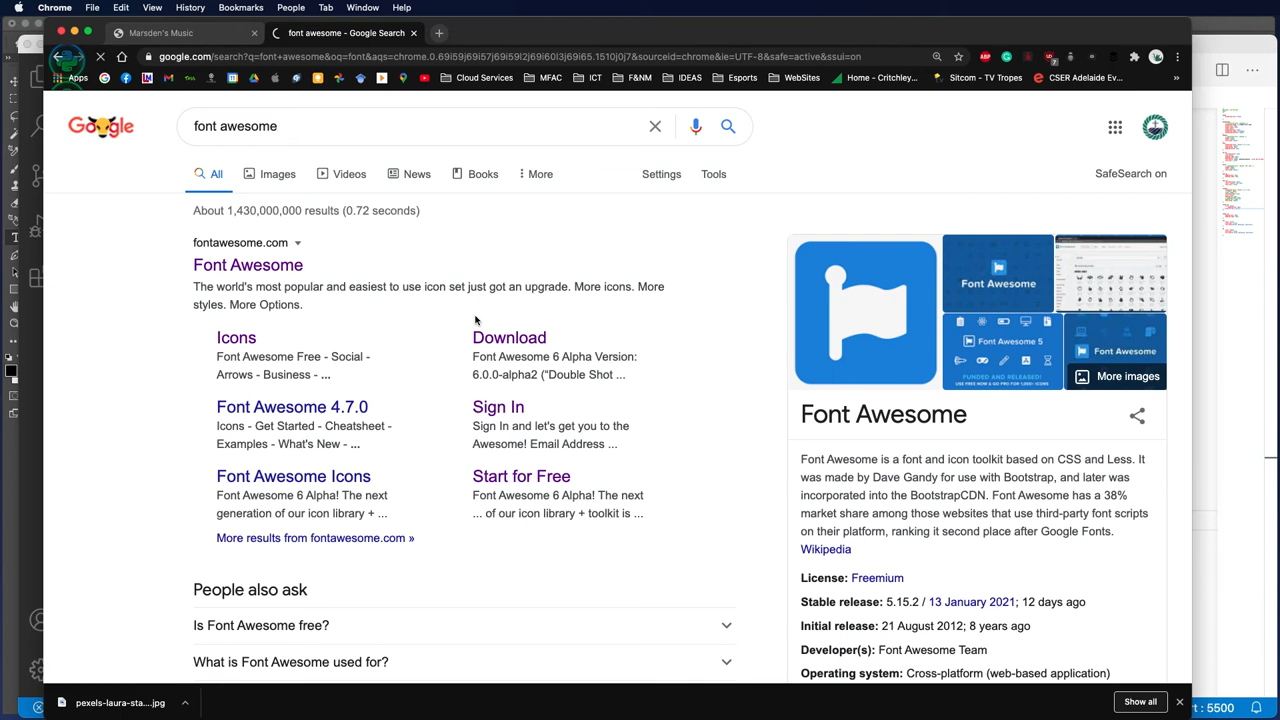 Chrome File Edit View History Bookmarks People Tab Window Help
Marsden's Music
font awesome - Google Search
google.com/search?q=font+awesome&oq=font&aqs=chrome.0.69i59j69i57j69i59l2j69i60l3j69i65.1510j0j7&sourceid=chrome&ie=UTF-8&safe=active&ssui=on
Apps Cloud Services MFAC ICT F&NM IDEAS Esports WebSites Home - Critchley... Sitcom - TV Tropes CSER Adelaide Ev... »
Google
font awesome
All Images Videos News Books More Settings Tools
SafeSearch on
About 1,430,000,000 results (0.72 seconds)
fontawesome.com
Font Awesome
The world's most popular and easiest to use icon set just got an upgrade. More icons. More
styles. More Options.
Icons
Font Awesome Free - Social -
Arrows - Business - ...
Download
Font Awesome 6 Alpha Version:
6.0.0-alpha2 ("Double Shot ...
Font Awesome 4.7.0
Icons - Get Started - Cheatsheet -
Examples - What's New - ...
Sign In
Sign In and let's get you to the
Awesome! Email Address ...
Font Awesome Icons
Font Awesome 6 Alpha! The next
generation of our icon library + ...
Start for Free
Font Awesome 6 Alpha! The next
... of our icon library + toolkit is ...
More results from fontawesome.com »
People also ask
Is Font Awesome free?
What is Font Awesome used for?
Font Awesome
Font Awesome 5
FUNDED AND RELEASED!
Font Awesome
More images
Font Awesome
Font Awesome is a font and icon toolkit based on CSS and Less. It
was made by Dave Gandy for use with Bootstrap, and later was
incorporated into the BootstrapCDN. Font Awesome has a 38%
market share among those websites that use third-party font scripts
on their platform, ranking it second place after Google Fonts.
Wikipedia
License: Freemium
Stable release: 5.15.2 / 13 January 2021; 12 days ago
Initial release: 21 August 2012; 8 years ago
Developer(s): Font Awesome Team
Operating system: Cross-platform (web-based application)
pexels-laura-sta....jpg
Show all
: 5500